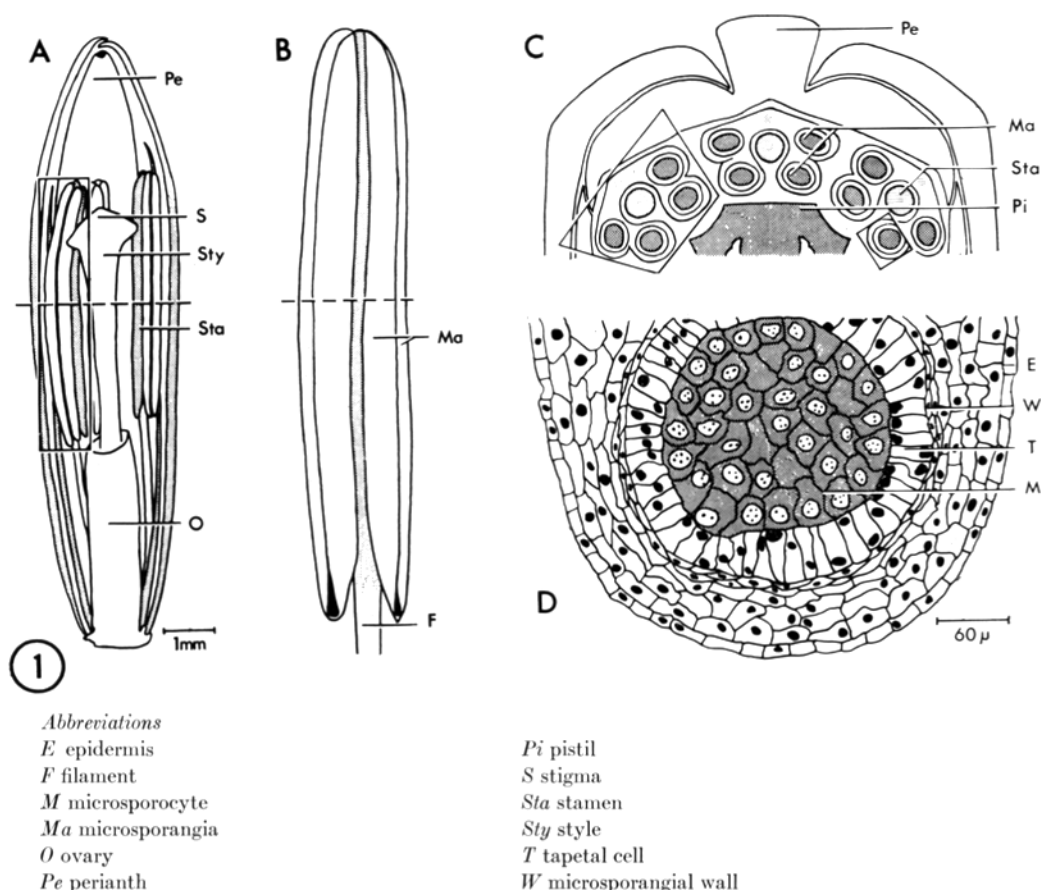 A
Pe
S
Sty
Sta
O
1mm
B
Ma
F
C
Pe
Ma
Sta
Pi
E
W
T
M
D
60 μ
1
Abbreviations
E epidermis
F filament
M microsporocyte
Ma microsporangia
O ovary
Pe perianth
Pi pistil
S stigma
Sta stamen
Sty style
T tapetal cell
W microsporangial wall